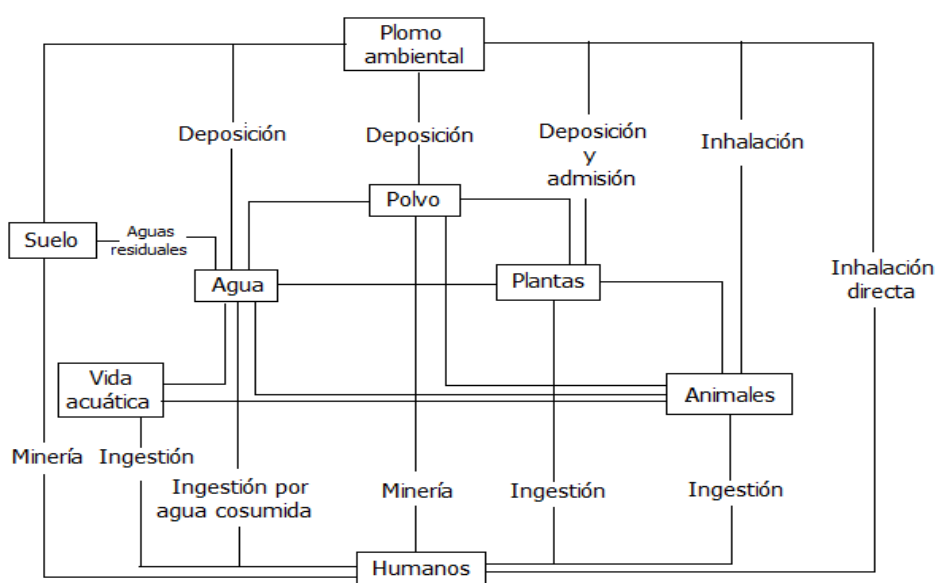 Plomo
ambiental
Deposición
Deposición
Deposición
y
admisión
Inhalación
Polvo
Suelo
Aguas
residuales
Agua
Plantas
Inhalación
directa
Vida
acuática
Animales
Minería
Ingestión
Ingestión por
agua cosumida
Minería
Ingestión
Ingestión
Humanos